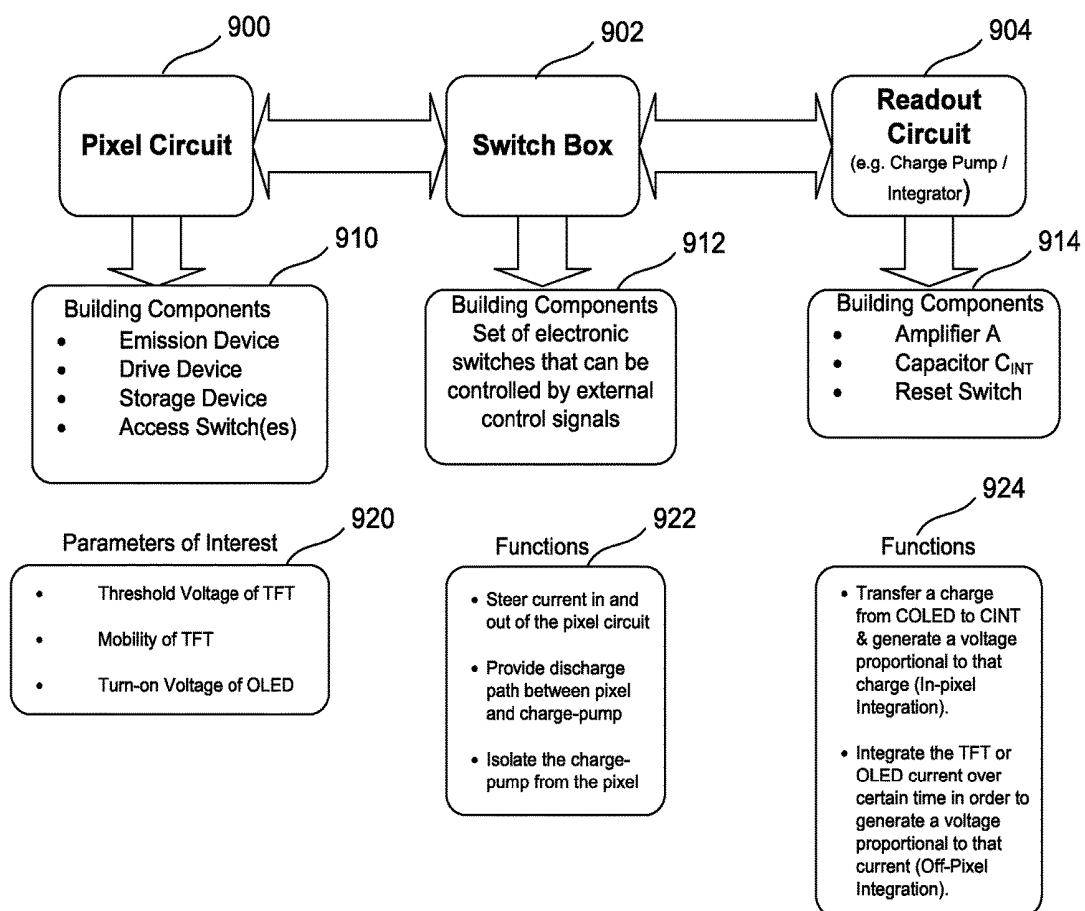 900
902
904
Pixel Circuit
Switch Box
Readout
Circuit
(e.g. Charge Pump /
Integrator)
910
912
914
Building Components
• Emission Device
• Drive Device
• Storage Device
• Access Switch(es)
Building Components
Set of electronic
switches that can be
controlled by external
control signals
Building Components
• Amplifier A
• Capacitor CINT
• Reset Switch
920
922
924
Parameters of Interest
• Threshold Voltage of TFT
• Mobility of TFT
• Turn-on Voltage of OLED
Functions
• Steer current in and
out of the pixel circuit
• Provide discharge
path between pixel
and charge-pump
• Isolate the charge-
pump from the pixel
Functions
• Transfer a charge
from COLED to CINT
& generate a voltage
proportional to that
charge (In-pixel
Integration).
• Integrate the TFT or
OLED current over
certain time in order to
generate a voltage
proportional to that
current (Off-Pixel
Integration).